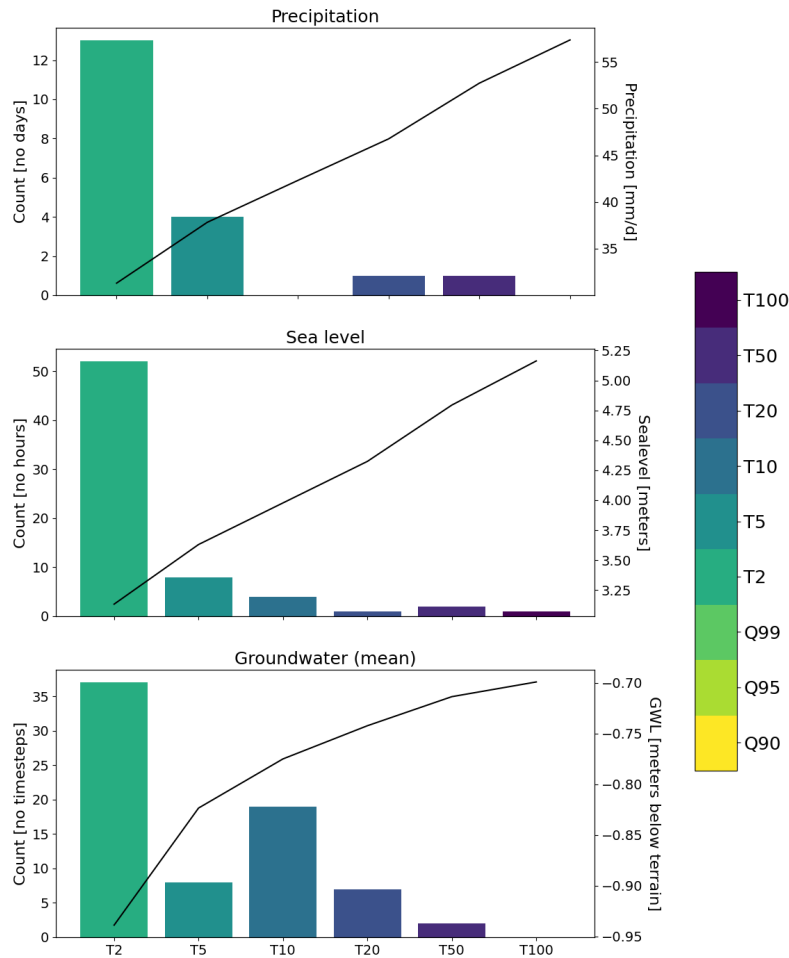 Precipitation
12
10
8
6
4
2
0
Count [no days]
55
50
45
40
35
Precipitation [mm/d]
Sea level
50
40
30
20
10
0
Count [no hours]
5.25
5.00
4.75
4.50
4.25
4.00
3.75
3.50
3.25
Sealevel [meters]
Groundwater (mean)
35
30
25
20
15
10
5
0
Count [no timesteps]
−0.70
−0.75
−0.80
−0.85
−0.90
−0.95
GWL [meters below terrain]
T2
T5
T10
T20
T50
T100
T100
T50
T20
T10
T5
T2
Q99
Q95
Q90